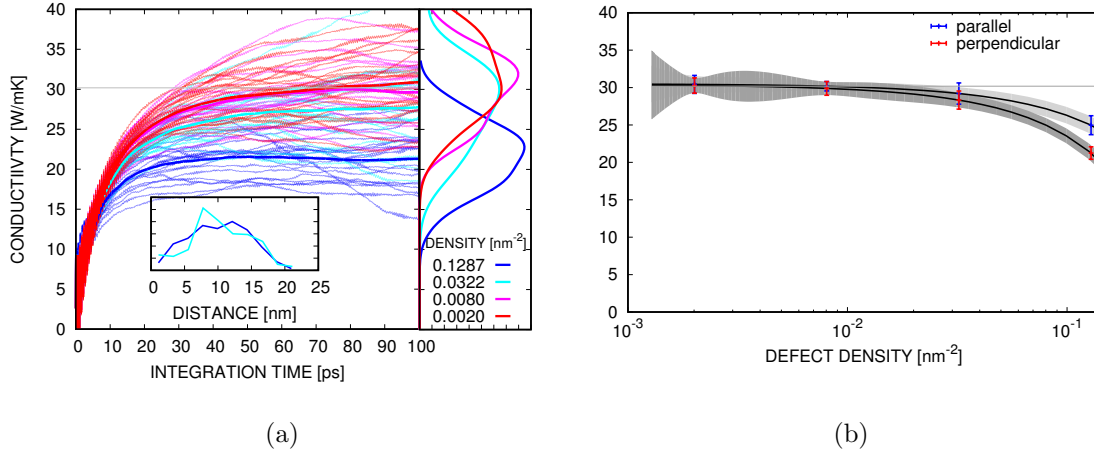 CONDUCTIIVTY [W/mK]
40
35
30
25
20
15
10
5
0
0 10 20 30 40 50 60 70 80 90 100
INTEGRATION TIME [ps]
0 5 10 15 20 25
DISTANCE [nm]
DENSITY [nm-2]
0.1287
0.0322
0.0080
0.0020
(a)
40
35
30
25
20
15
10
5
0
parallel
perpendicular
10-3 10-2 10-1
DEFECT DENSITY [nm-2]
(b)